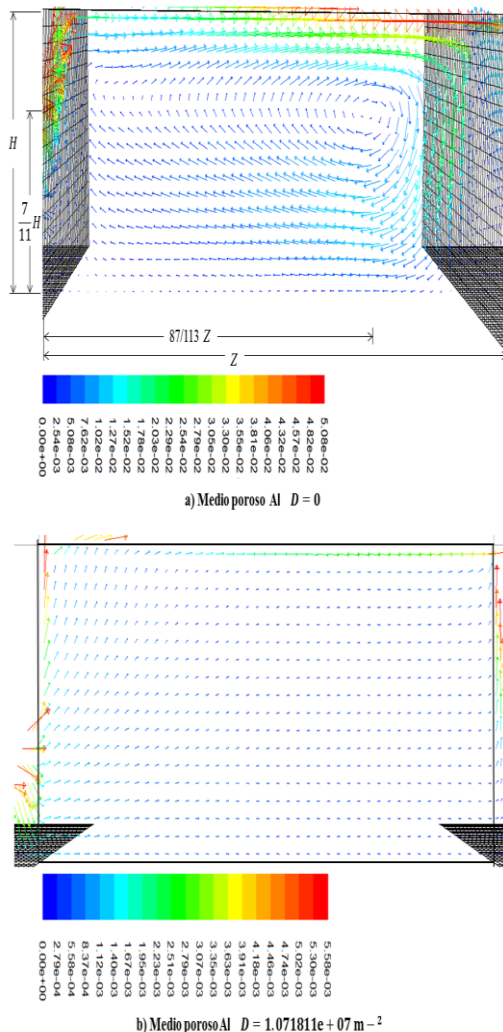 H
7
11
H
87/113 Z
Z
0.00e+00
2.54e-03
5.08e-03
7.62e-03
1.02e-02
1.27e-02
1.52e-02
1.78e-02
2.03e-02
2.29e-02
2.54e-02
2.79e-02
3.05e-02
3.30e-02
3.55e-02
3.81e-02
4.06e-02
4.32e-02
4.57e-02
4.82e-02
5.08e-02
a) Medio poroso Al D = 0
0.00e+00
2.79e-04
5.58e-04
8.37e-04
1.12e-03
1.40e-03
1.67e-03
1.95e-03
2.23e-03
2.51e-03
2.79e-03
3.07e-03
3.35e-03
3.63e-03
3.91e-03
4.18e-03
4.46e-03
4.74e-03
5.02e-03
5.30e-03
5.58e-03
b) Medio poroso Al D = 1.071811e + 07 m − 2